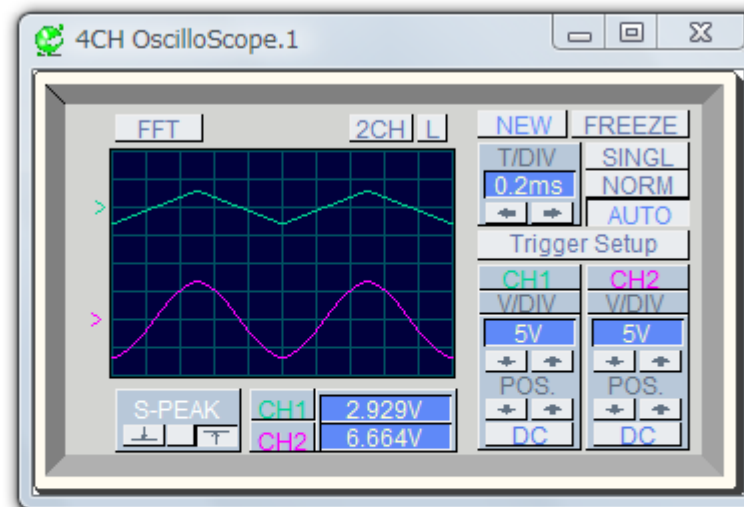 4CH OscilloScope.1
FFT 2CH L
NEW FREEZE
T/DIV SINGL
0.2ms NORM
AUTO
Trigger Setup
CH1 CH2
V/DIV V/DIV
5V 5V
POS. POS.
DC DC
S-PEAK
CH1 2.929V
CH2 6.664V